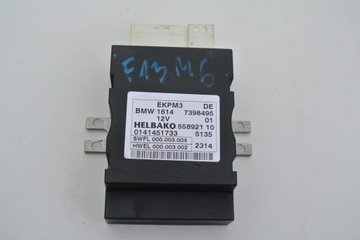 F13 M6
EKPM3 DE
BMW 1614 7398495
12V 01
HELBAKO 558921 10
0141451733 5135
SWFL 000.003.004
HWEL 000.003.002 2314